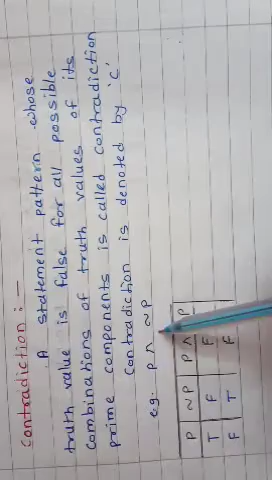 Contradiction :-
A statement pattern whose
truth value is false for all possible
combinations of truth values of its
prime components is called contradiction
Contradiction is denoted by 'c'
eg. p ∧ ~p
P ~P P ∧ P
T F F
F T F